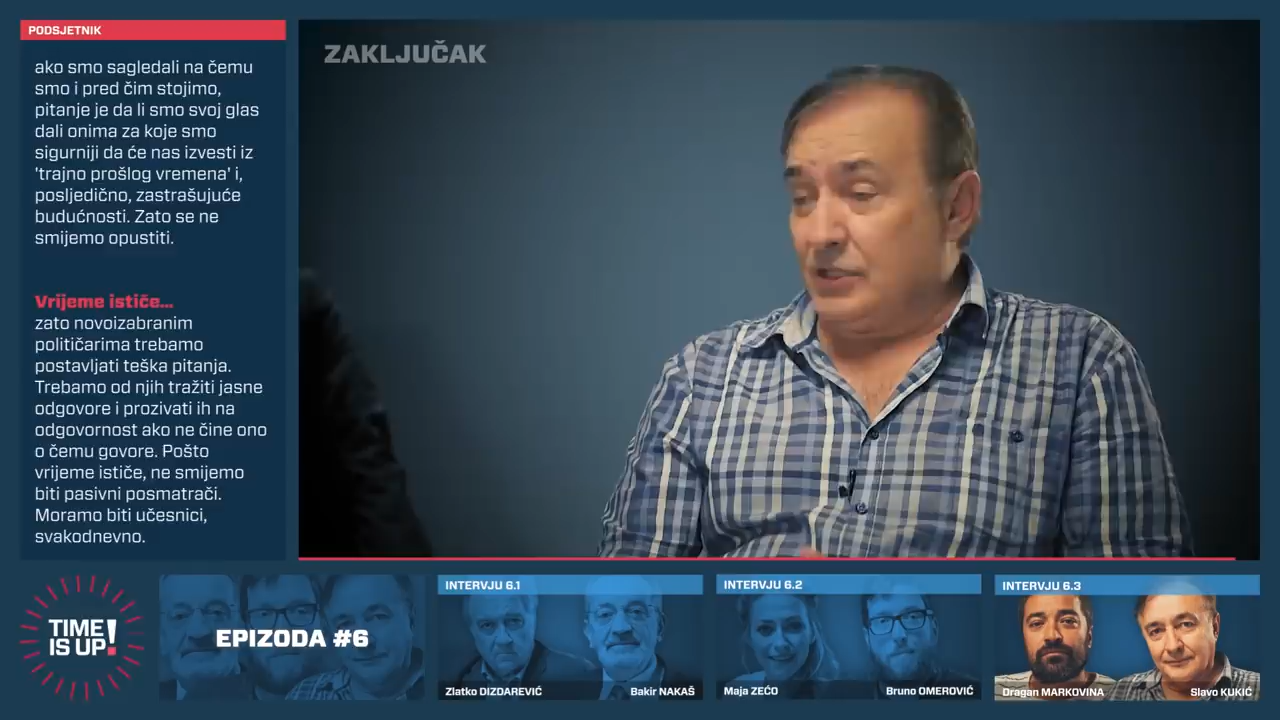 PODSJETNIK
ako smo sagledali na čemu
smo i pred čim stojimo,
pitanje je da li smo svoj glas
dali onima za koje smo
sigurniji da će nas izvesti iz
'trajno prošlog vremena' i,
posljedično, zastrašujuće
budućnosti. Zato se ne
smijemo opustiti.
Vrijeme ističe...
zato novoizabranim
političarima trebamo
postavljati teška pitanja.
Trebamo od njih tražiti jasne
odgovore i prozivati ih na
odgovornost ako ne čine ono
o čemu govore. Pošto
vrijeme ističe, ne smijemo
biti pasivni posmatrači.
Moramo biti učesnici,
svakodnevno.
ZAKLJUČAK
TIME
IS UP!
EPIZODA #6
INTERVJU 6.1
Zlatko DIZDAREVIĆ
Bakir NAKAŠ
INTERVJU 6.2
Maja ZEĆO
Bruno OMEROVIĆ
INTERVJU 6.3
Dragan MARKOVINA
Slavo KUKIĆ